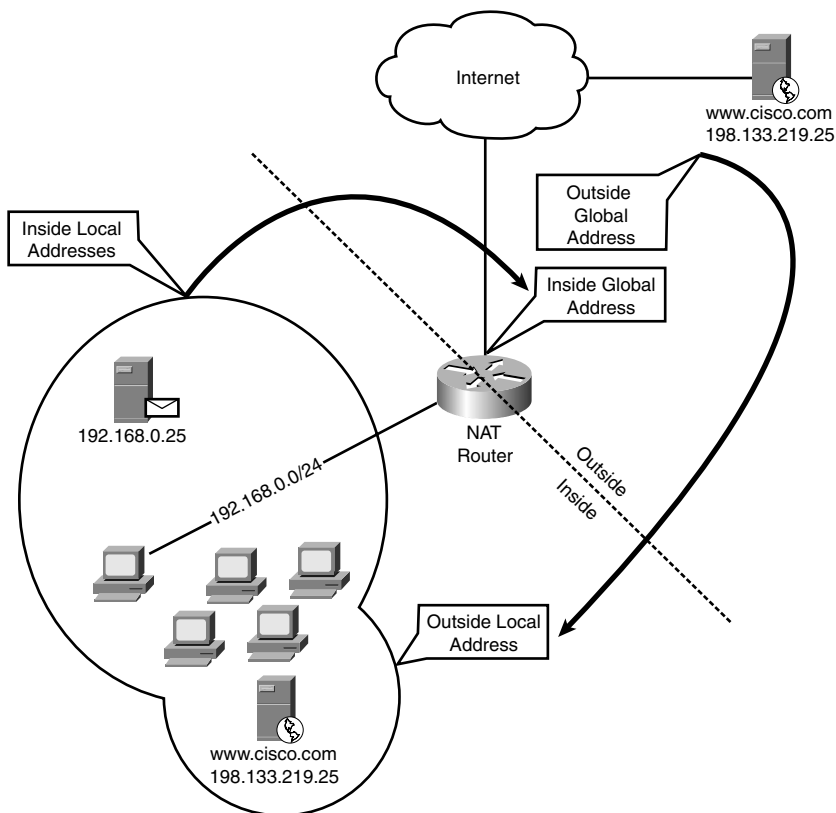 Internet
www.cisco.com
198.133.219.25
Outside
Global
Address
Inside Local
Addresses
Inside Global
Address
192.168.0.25
NAT
Router
Outside
Inside
192.168.0.0/24
Outside Local
Address
www.cisco.com
198.133.219.25